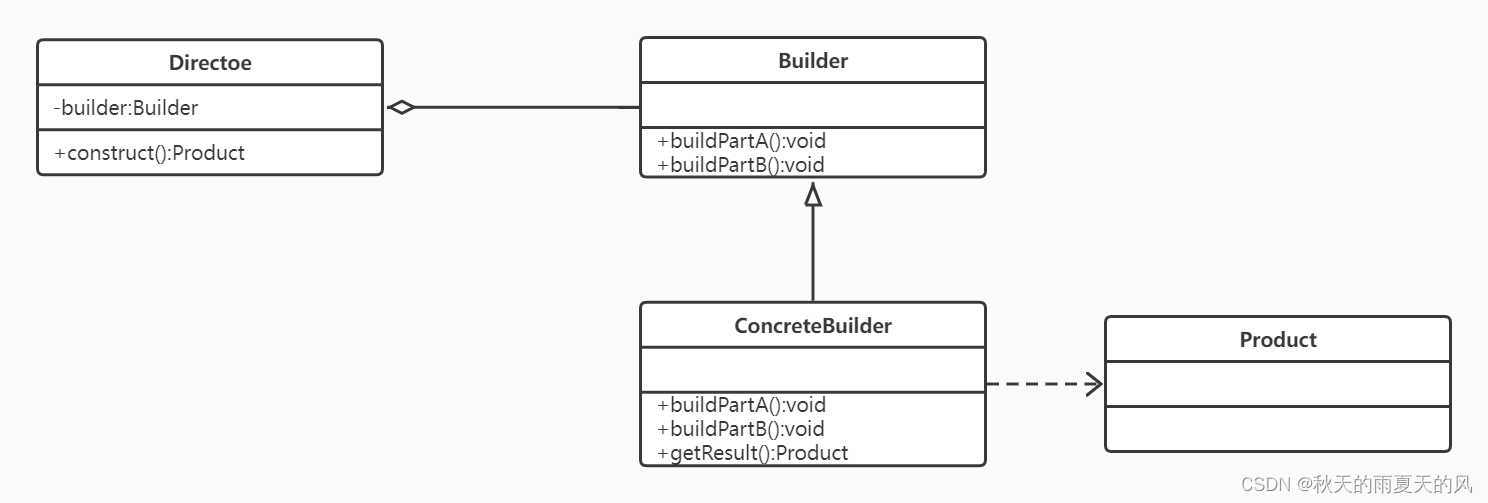 Directoe
-builder:Builder
+construct():Product
Builder
+buildPartA():void
+buildPartB():void
ConcreteBuilder
+buildPartA():void
+buildPartB():void
+getResult():Product
Product
CSDN @秋天的雨夏天的风